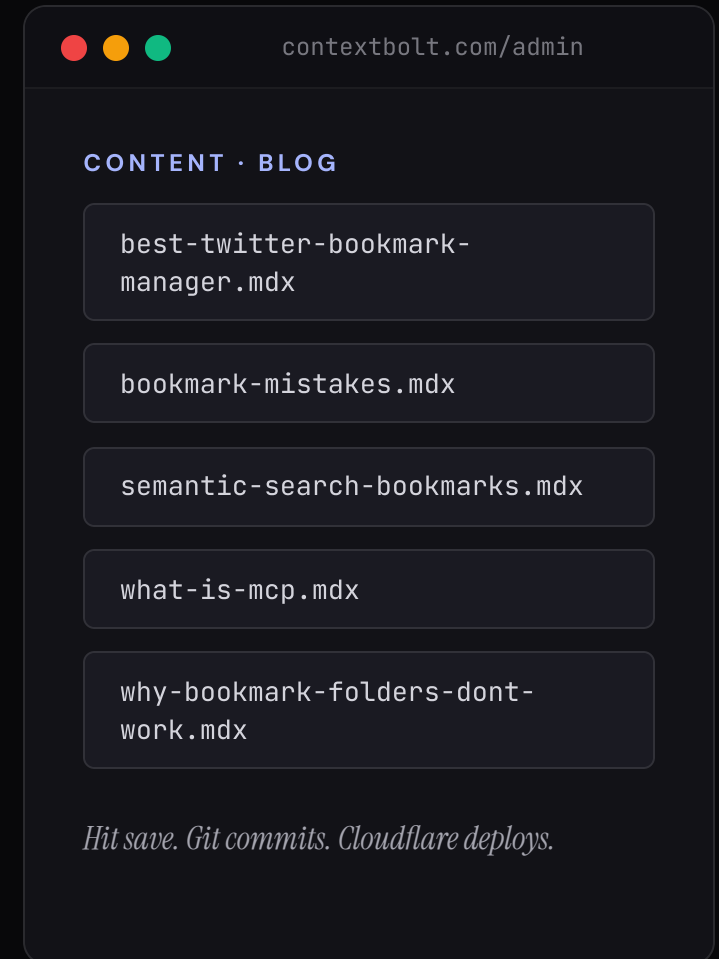 contextbolt.com/admin
CONTENT · BLOG
best-twitter-bookmark-
manager.mdx
bookmark-mistakes.mdx
semantic-search-bookmarks.mdx
what-is-mcp.mdx
why-bookmark-folders-dont-
work.mdx
Hit save. Git commits. Cloudflare deploys.